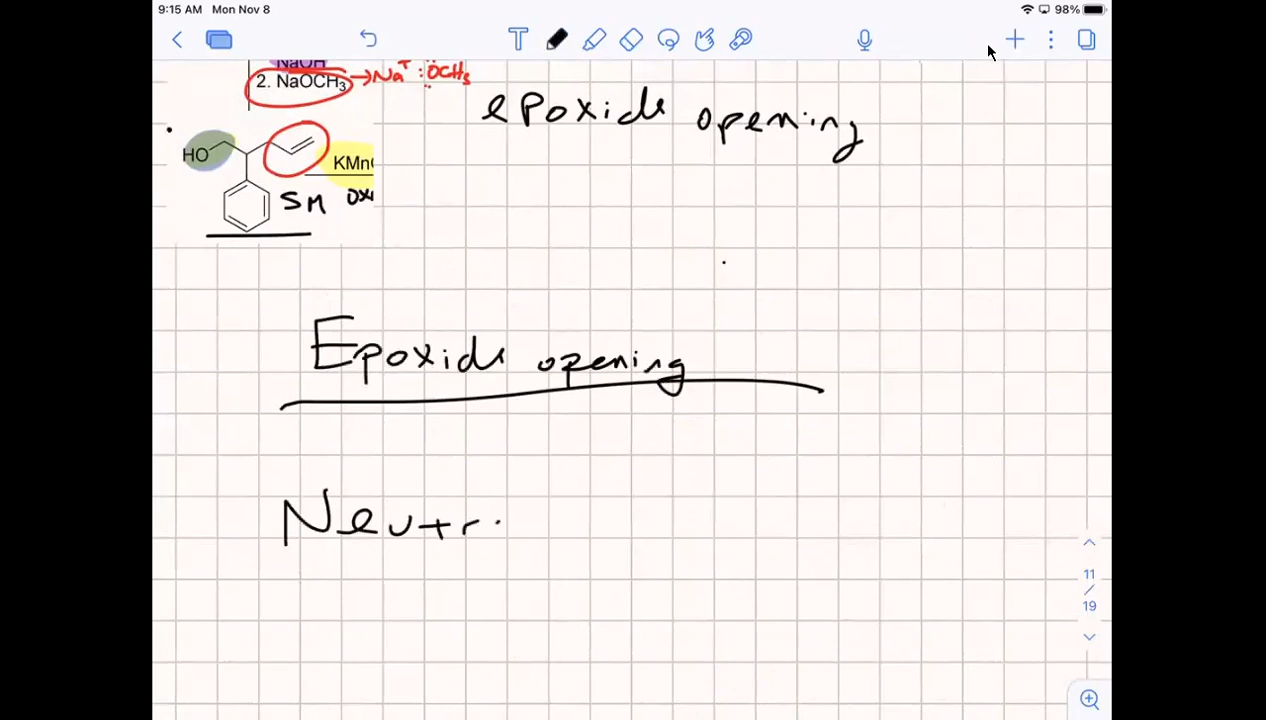 9:15 AM Mon Nov 8
98%
NaOH
2. NaOCH3 → Na+ :OCH3
epoxide opening
HO
KMn
SM
Epoxide opening
Neutr
11
/
19